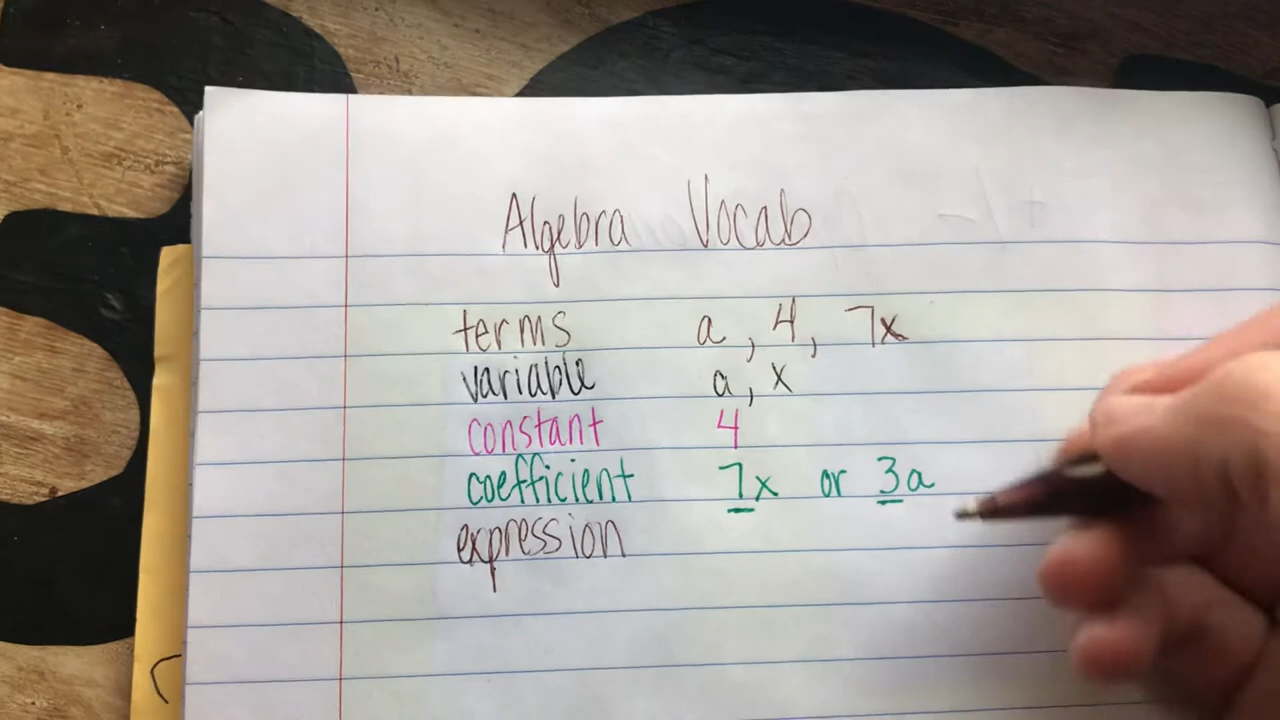 Algebra Vocab
terms a, 4, 7x
variable a, x
constant 4
coefficient 7x or 3a
expression